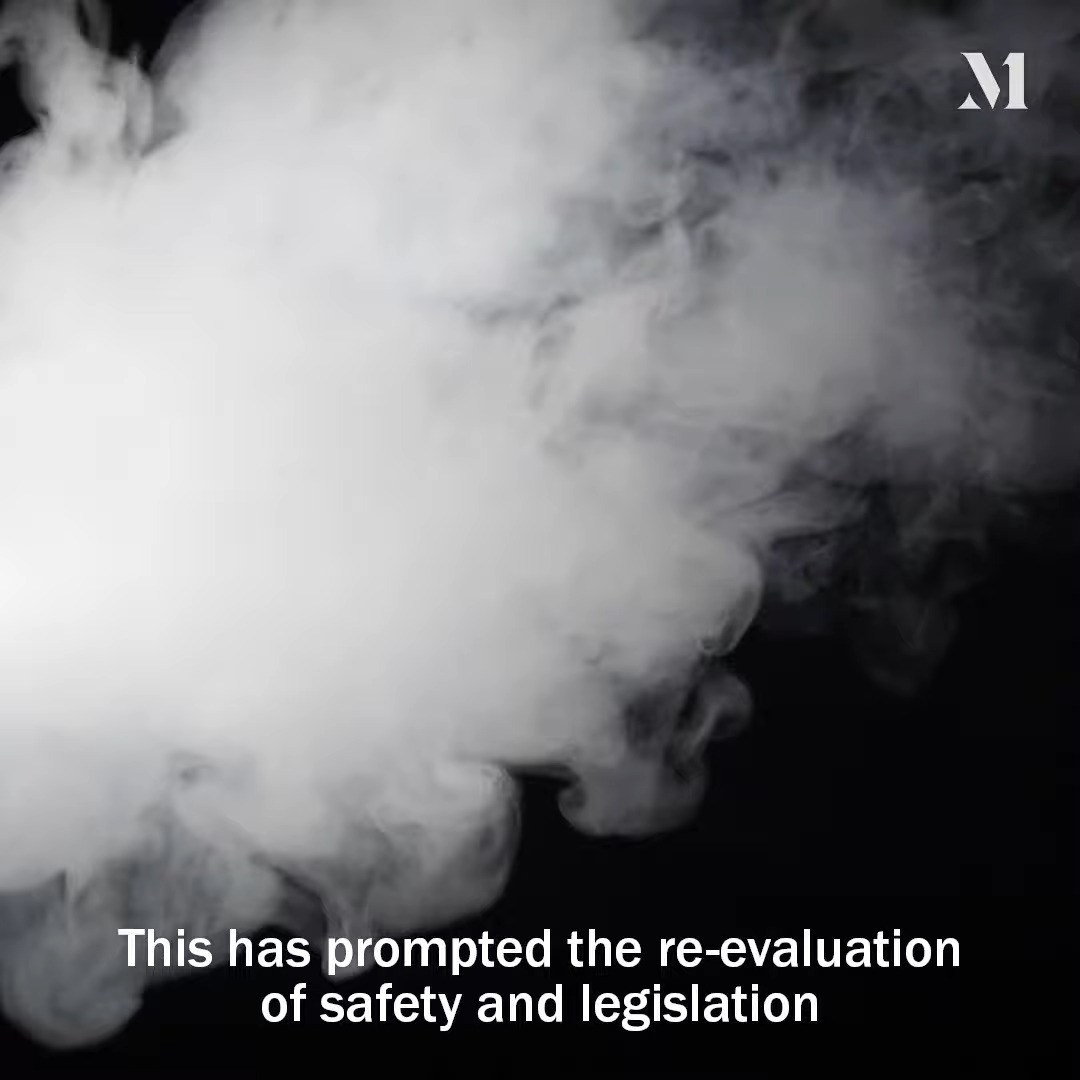 M
This has prompted the re-evaluation
of safety and legislation